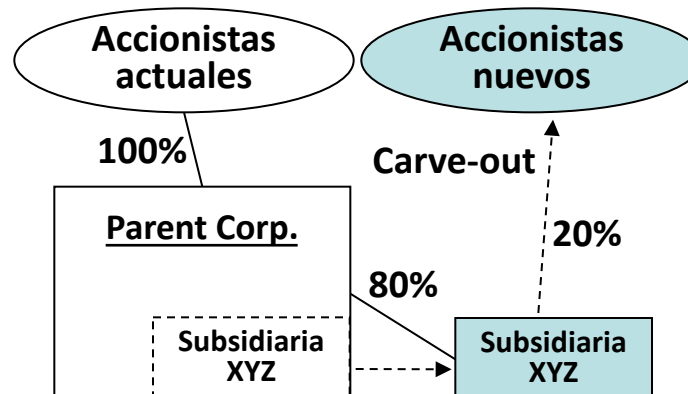 Accionistas
actuales
Accionistas
nuevos
100%
Carve-out
Parent Corp.
20%
80%
Subsidiaria
XYZ
Subsidiaria
XYZ